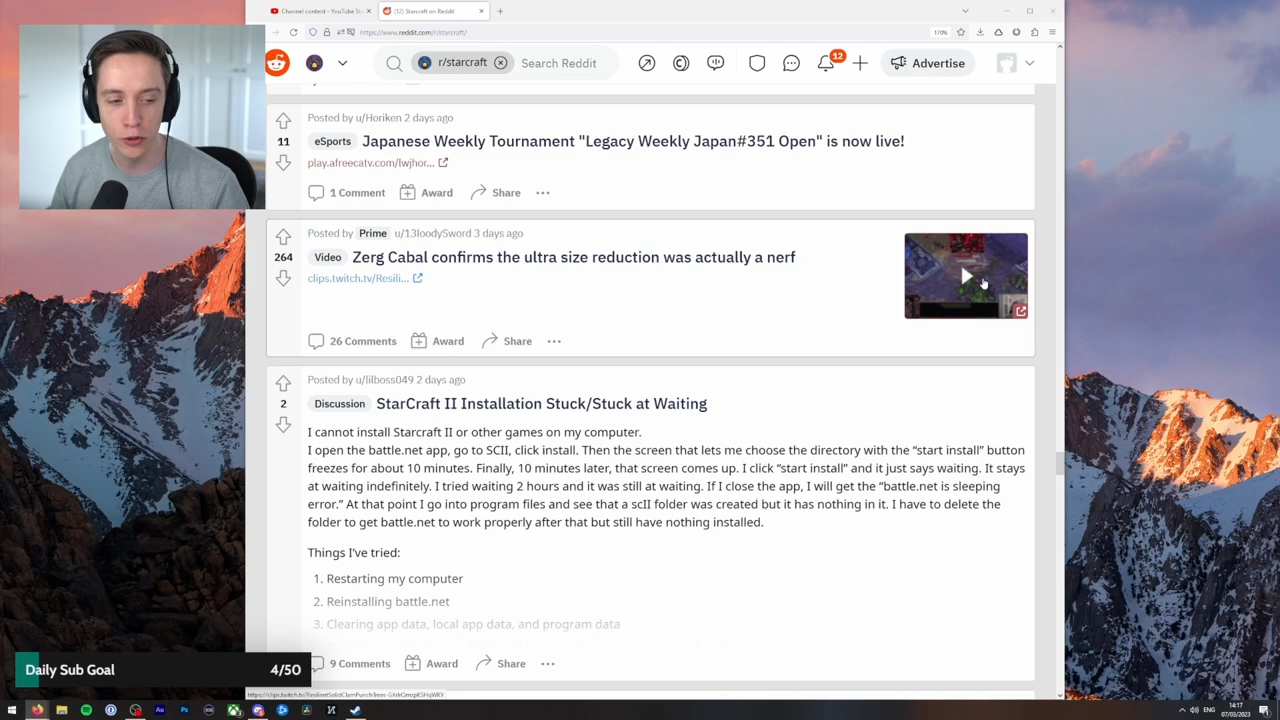 Channel content - YouTube St
(12) Starcraft on Reddit
https://www.reddit.com/r/starcraft/
170%
r/starcraft
Search Reddit
12
Advertise
Posted by u/Horiken 2 days ago
11
eSports
Japanese Weekly Tournament "Legacy Weekly Japan#351 Open" is now live!
play.afreecatv.com/lwjhor...
1 Comment
Award
Share
Posted by Prime u/13loodySword 3 days ago
264
Video
Zerg Cabal confirms the ultra size reduction was actually a nerf
clips.twitch.tv/Resili...
26 Comments
Award
Share
Posted by u/lilboss049 2 days ago
2
Discussion
StarCraft II Installation Stuck/Stuck at Waiting
I cannot install Starcraft II or other games on my computer.
I open the battle.net app, go to SCII, click install. Then the screen that lets me choose the directory with the “start install” button
freezes for about 10 minutes. Finally, 10 minutes later, that screen comes up. I click “start install” and it just says waiting. It stays
at waiting indefinitely. I tried waiting 2 hours and it was still at waiting. If I close the app, I will get the “battle.net is sleeping
error.” At that point I go into program files and see that a scII folder was created but it has nothing in it. I have to delete the
folder to get battle.net to work properly after that but still have nothing installed.
Things I’ve tried:
1. Restarting my computer
2. Reinstalling battle.net
3. Clearing app data, local app data, and program data
9 Comments
Award
Share
Daily Sub Goal
4/50
ENG
14:17
07/03/2023